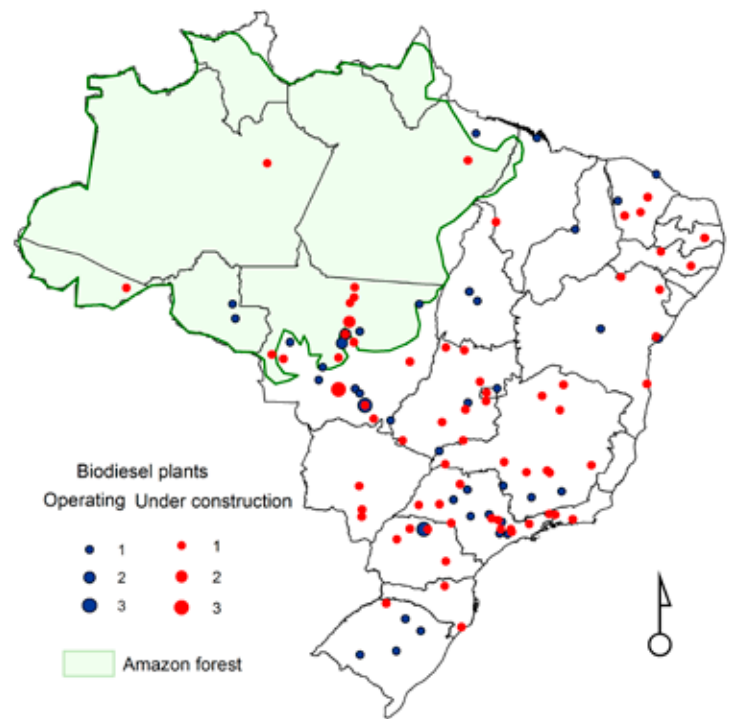 Biodiesel plants
Operating Under construction
1 1
2 2
3 3
Amazon forest